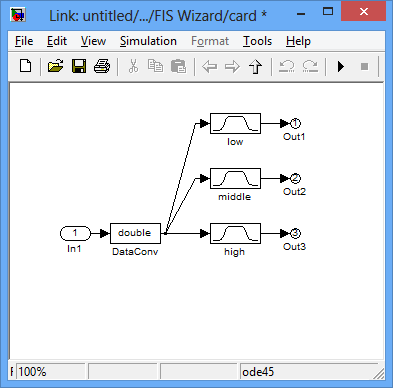 Link: untitled/.../FIS Wizard/card *
File Edit View Simulation Format Tools Help
1
low
Out1
2
middle
Out2
1
In1
double
DataConv
high
3
Out3
100%
ode45